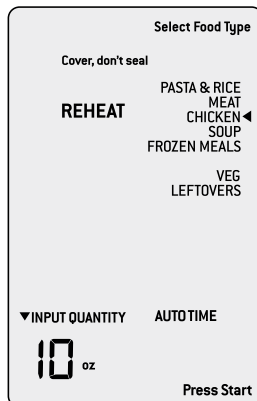 Select Food Type
Cover, don't seal
REHEAT
PASTA & RICE
MEAT
CHICKEN◀
SOUP
FROZEN MEALS
VEG
LEFTOVERS
▼INPUT QUANTITY
AUTO TIME
10 oz
Press Start